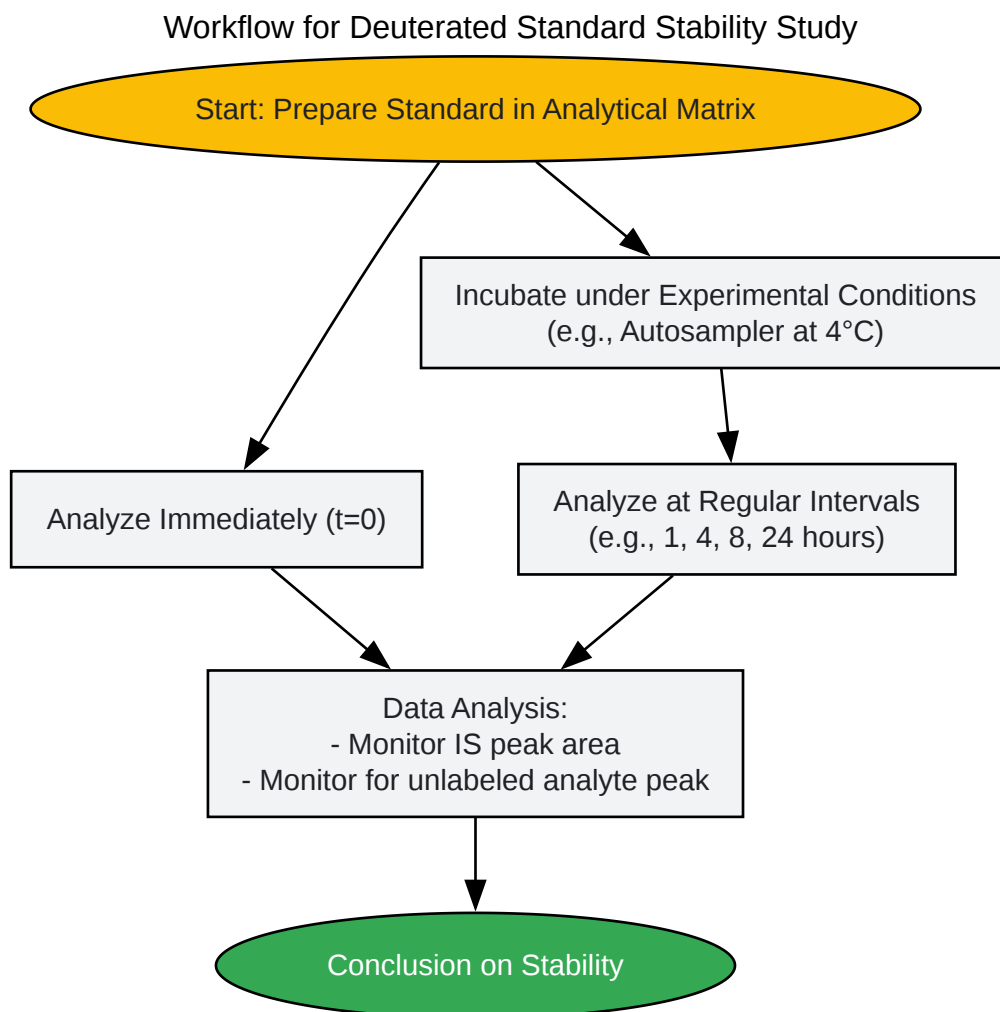 Workflow for Deuterated Standard Stability Study
Start: Prepare Standard in Analytical Matrix
Incubate under Experimental Conditions
(e.g., Autosampler at 4°C)
Analyze Immediately (t=0)
Analyze at Regular Intervals
(e.g., 1, 4, 8, 24 hours)
Data Analysis:
- Monitor IS peak area
- Monitor for unlabeled analyte peak
Conclusion on Stability